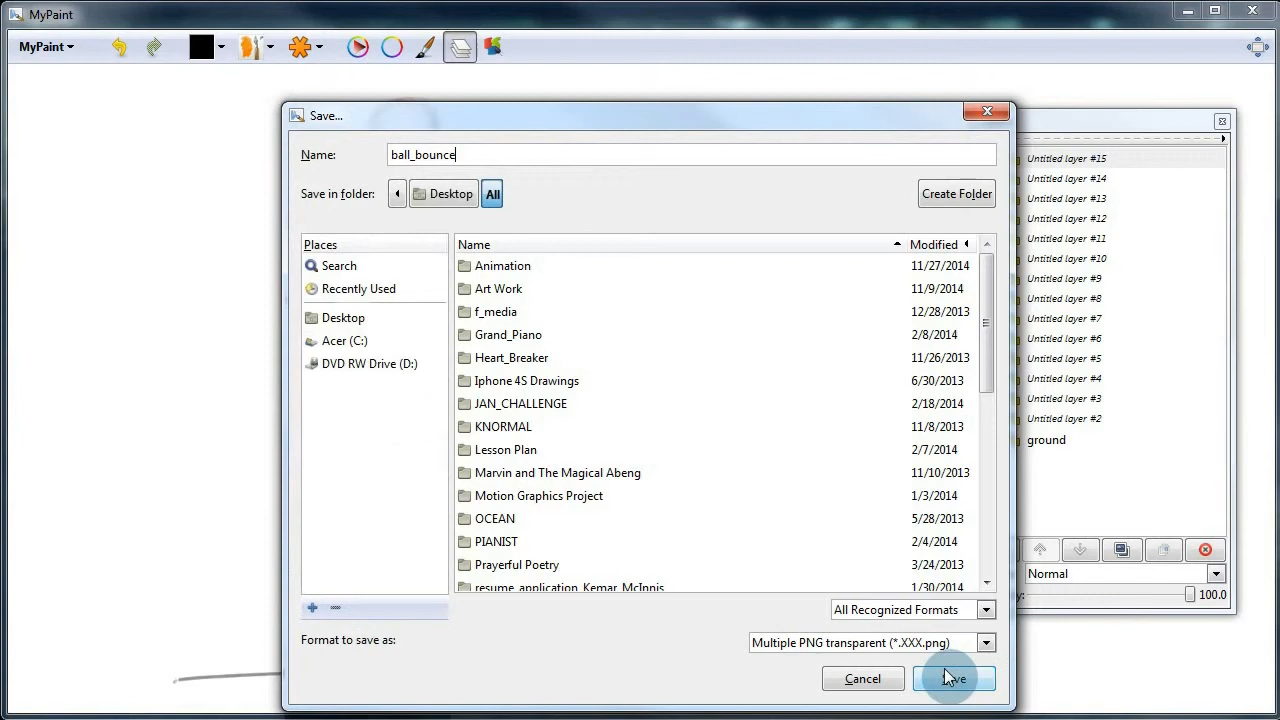 MyPaint
MyPaint
Save...
Name:
ball_bounce
Save in folder:
Desktop
All
Create Folder
Places
Search
Recently Used
Desktop
Acer (C:)
DVD RW Drive (D:)
Name
Modified
Animation 11/27/2014
Art Work 11/9/2014
f_media 12/28/2013
Grand_Piano 2/8/2014
Heart_Breaker 11/26/2013
Iphone 4S Drawings 6/30/2013
JAN_CHALLENGE 2/18/2014
KNORMAL 11/8/2013
Lesson Plan 2/7/2014
Marvin and The Magical Abeng 11/10/2013
Motion Graphics Project 1/3/2014
OCEAN 5/28/2013
PIANIST 2/4/2014
Prayerful Poetry 3/24/2013
resume_application_Kemar_McInnis 1/30/2014
All Recognized Formats
Format to save as:
Multiple PNG transparent (*.XXX.png)
Cancel
Save
Untitled layer #15
Untitled layer #14
Untitled layer #13
Untitled layer #12
Untitled layer #11
Untitled layer #10
Untitled layer #9
Untitled layer #8
Untitled layer #7
Untitled layer #6
Untitled layer #5
Untitled layer #4
Untitled layer #3
Untitled layer #2
ground
Normal
100.0